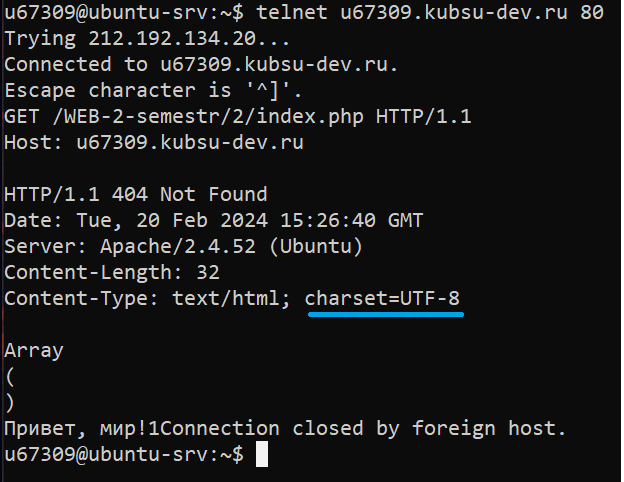 u67309@ubuntu-srv:~$ telnet u67309.kubsu-dev.ru 80
Trying 212.192.134.20...
Connected to u67309.kubsu-dev.ru.
Escape character is '^]'.
GET /WEB-2-semestr/2/index.php HTTP/1.1
Host: u67309.kubsu-dev.ru
HTTP/1.1 404 Not Found
Date: Tue, 20 Feb 2024 15:26:40 GMT
Server: Apache/2.4.52 (Ubuntu)
Content-Length: 32
Content-Type: text/html; charset=UTF-8
Array
(
)
Привет, мир!1Connection closed by foreign host.
u67309@ubuntu-srv:~$